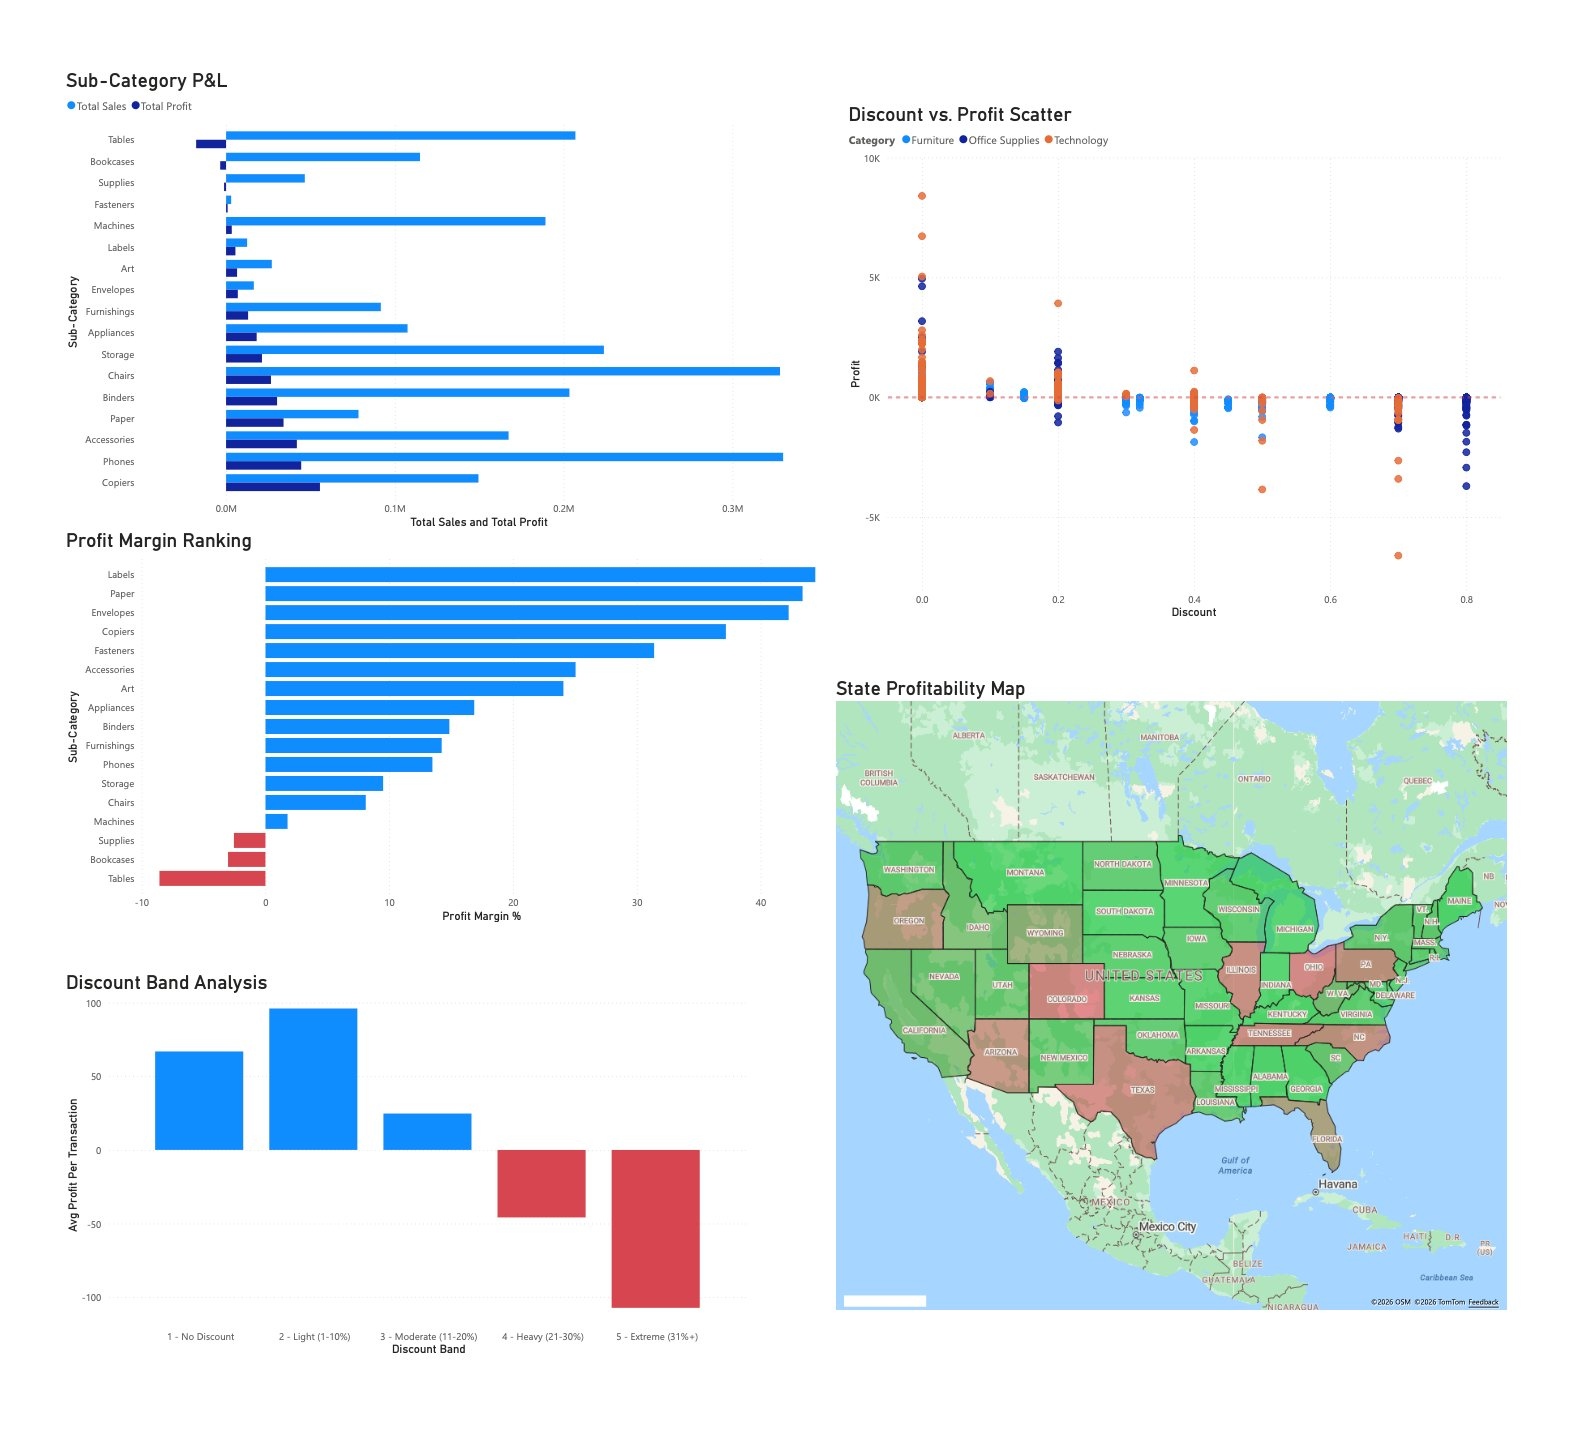 Sub-Category P&L
Total Sales Total Profit
Sub-Category
Tables
Bookcases
Supplies
Fasteners
Machines
Labels
Art
Envelopes
Furnishings
Appliances
Storage
Chairs
Binders
Paper
Accessories
Phones
Copiers
0.0M 0.1M 0.2M 0.3M
Total Sales and Total Profit
Discount vs. Profit Scatter
Category Furniture Office Supplies Technology
Profit
10K
5K
0K
-5K
0.0 0.2 0.4 0.6 0.8
Discount
Profit Margin Ranking
Sub-Category
Labels
Paper
Envelopes
Copiers
Fasteners
Accessories
Art
Appliances
Binders
Furnishings
Phones
Storage
Chairs
Machines
Supplies
Bookcases
Tables
-10 0 10 20 30 40
Profit Margin %
State Profitability Map
ALBERTA
MANITOBA
BRITISH
COLUMBIA
SASKATCHEWAN
ONTARIO
QUEBEC
NB
NOV
WASHINGTON
MONTANA
NORTH DAKOTA
MINNESOTA
MAINE
OREGON
IDAHO
WYOMING
SOUTH DAKOTA
WISCONSIN
MICHIGAN
VT.
N.H.
N.Y.
MASS.
R.I.
IOWA
NEBRASKA
NEVADA
UTAH
COLORADO
UNITED STATES
KANSAS
MISSOURI
ILLINOIS
INDIANA
OHIO
PA
N.J.
MD.
DELAWARE
W. VA.
VIRGINIA
KENTUCKY
CALIFORNIA
ARIZONA
NEW MEXICO
OKLAHOMA
ARKANSAS
TENNESSEE
NC
SC
TEXAS
LOUISIANA
MISSISSIPPI
ALABAMA
GEORGIA
FLORIDA
Gulf of
America
Havana
MEXICO
CUBA
Mexico City
HAITI
D.R.
JAMAICA
PR
(US)
BELIZE
GUATEMALA
Caribbean Sea
NICARAGUA
©2026 OSM ©2026 TomTom Feedback
Discount Band Analysis
Avg Profit Per Transaction
100
50
0
-50
-100
1 - No Discount 2 - Light (1-10%) 3 - Moderate (11-20%) 4 - Heavy (21-30%) 5 - Extreme (31%+)
Discount Band